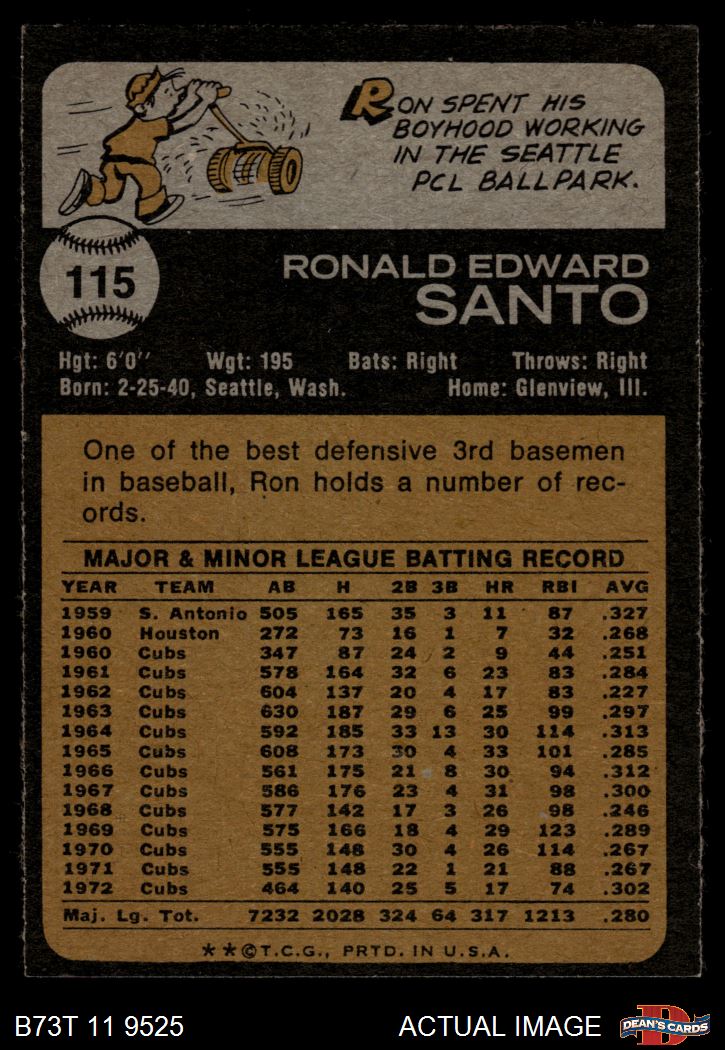 RON SPENT HIS
BOYHOOD WORKING
IN THE SEATTLE
PCL BALLPARK.
115
RONALD EDWARD
SANTO
Hgt: 6'0'' Wgt: 195 Bats: Right Throws: Right
Born: 2-25-40, Seattle, Wash. Home: Glenview, Ill.
One of the best defensive 3rd basemen
in baseball, Ron holds a number of rec-
ords.
MAJOR & MINOR LEAGUE BATTING RECORD
YEAR TEAM AB H 2B 3B HR RBI AVG
1959 S. Antonio 505 165 35 3 11 87 .327
1960 Houston 272 73 16 1 7 32 .268
1960 Cubs 347 87 24 2 9 44 .251
1961 Cubs 578 164 32 6 23 83 .284
1962 Cubs 604 137 20 4 17 83 .227
1963 Cubs 630 187 29 6 25 99 .297
1964 Cubs 592 185 33 13 30 114 .313
1965 Cubs 608 173 30 4 33 101 .285
1966 Cubs 561 175 21 8 30 94 .312
1967 Cubs 586 176 23 4 31 98 .300
1968 Cubs 577 142 17 3 26 98 .246
1969 Cubs 575 166 18 4 29 123 .289
1970 Cubs 555 148 30 4 26 114 .267
1971 Cubs 555 148 22 1 21 88 .267
1972 Cubs 464 140 25 5 17 74 .302
Maj. Lg. Tot. 7232 2028 324 64 317 1213 .280
**©T.C.G., PRTD. IN U.S.A.
B73T 11 9525 ACTUAL IMAGE D DEAN'S CARDS